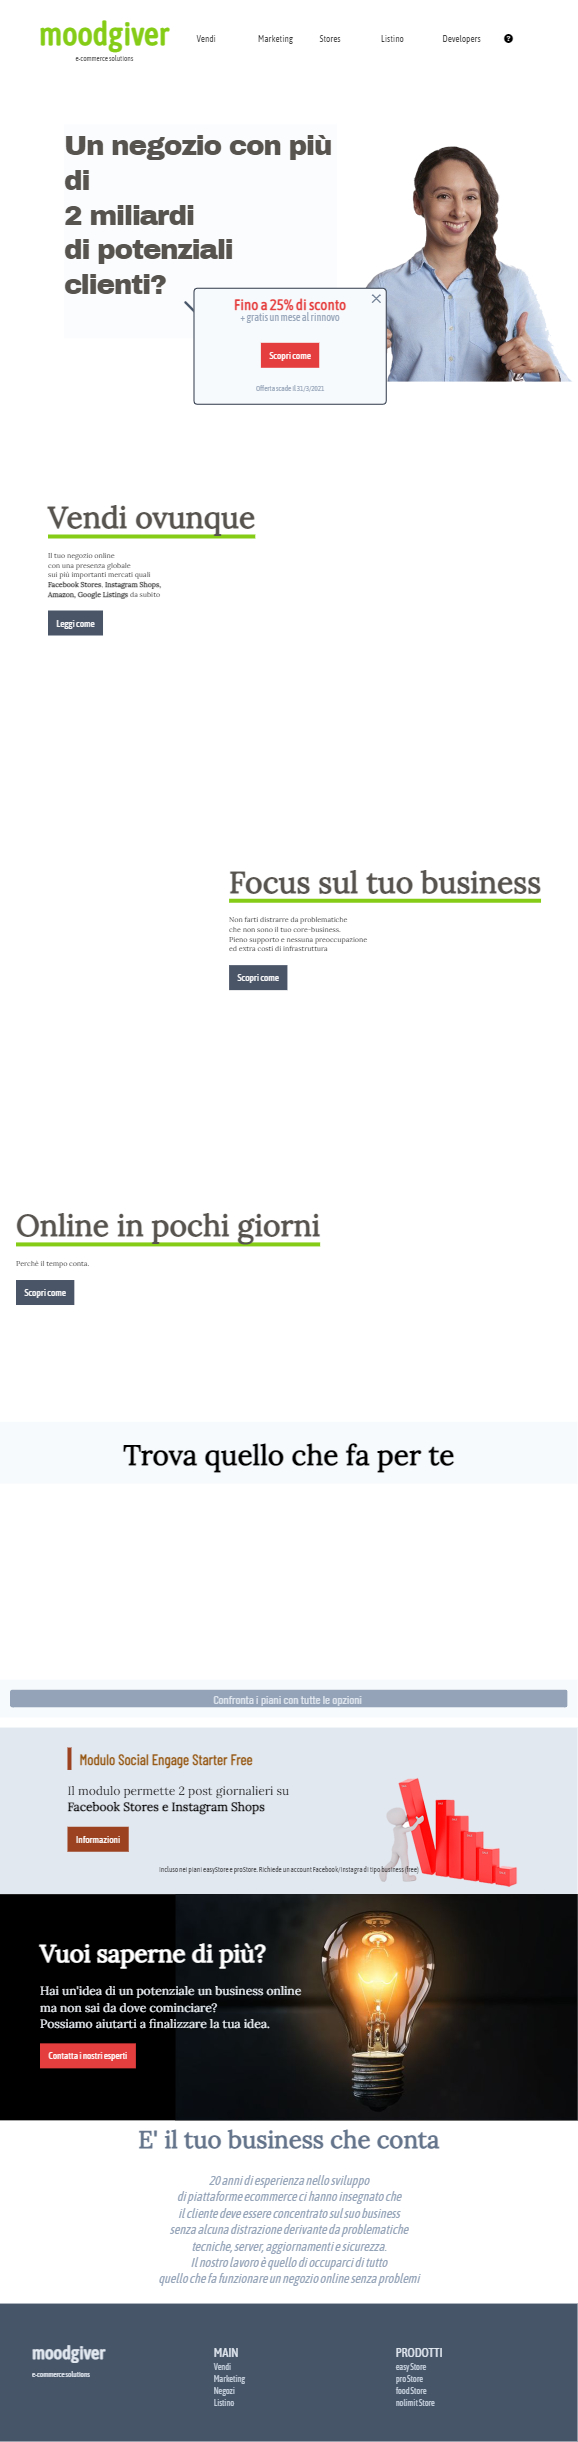 moodgiver
e-commerce solutions
Vendi Marketing Stores Listino Developers
Un negozio con più
di
2 miliardi
di potenziali
clienti?
Fino a 25% di sconto
+ gratis un mese al rinnovo
Scopri come
Offerta scade il 31/3/2021
Vendi ovunque
Il tuo negozio online
con una presenza globale
sui più importanti mercati quali
Facebook Stores, Instagram Shops,
Amazon, Google Listings da subito
Leggi come
Focus sul tuo business
Non farti distrarre da problematiche
che non sono il tuo core-business.
Pieno supporto e nessuna preoccupazione
ed extra costi di infrastruttura
Scopri come
Online in pochi giorni
Perchè il tempo conta.
Scopri come
Trova quello che fa per te
Confronta i piani con tutte le opzioni
Modulo Social Engage Starter Free
Il modulo permette 2 post giornalieri su
Facebook Stores e Instagram Shops
Informazioni
Incluso nei piani easyStore e proStore. Richiede un account Facebook/Instagra di tipo business (free)
Vuoi saperne di più?
Hai un'idea di un potenziale un business online
ma non sai da dove cominciare?
Possiamo aiutarti a finalizzare la tua idea.
Contatta i nostri esperti
E' il tuo business che conta
20 anni di esperienza nello sviluppo
di piattaforme ecommerce ci hanno insegnato che
il cliente deve essere concentrato sul suo business
senza alcuna distrazione derivante da problematiche
tecniche, server, aggiornamenti e sicurezza.
Il nostro lavoro è quello di occuparci di tutto
quello che fa funzionare un negozio online senza problemi
moodgiver
e-commerce solutions
MAIN
Vendi
Marketing
Negozi
Listino
PRODOTTI
easyStore
proStore
foodStore
nolimitStore